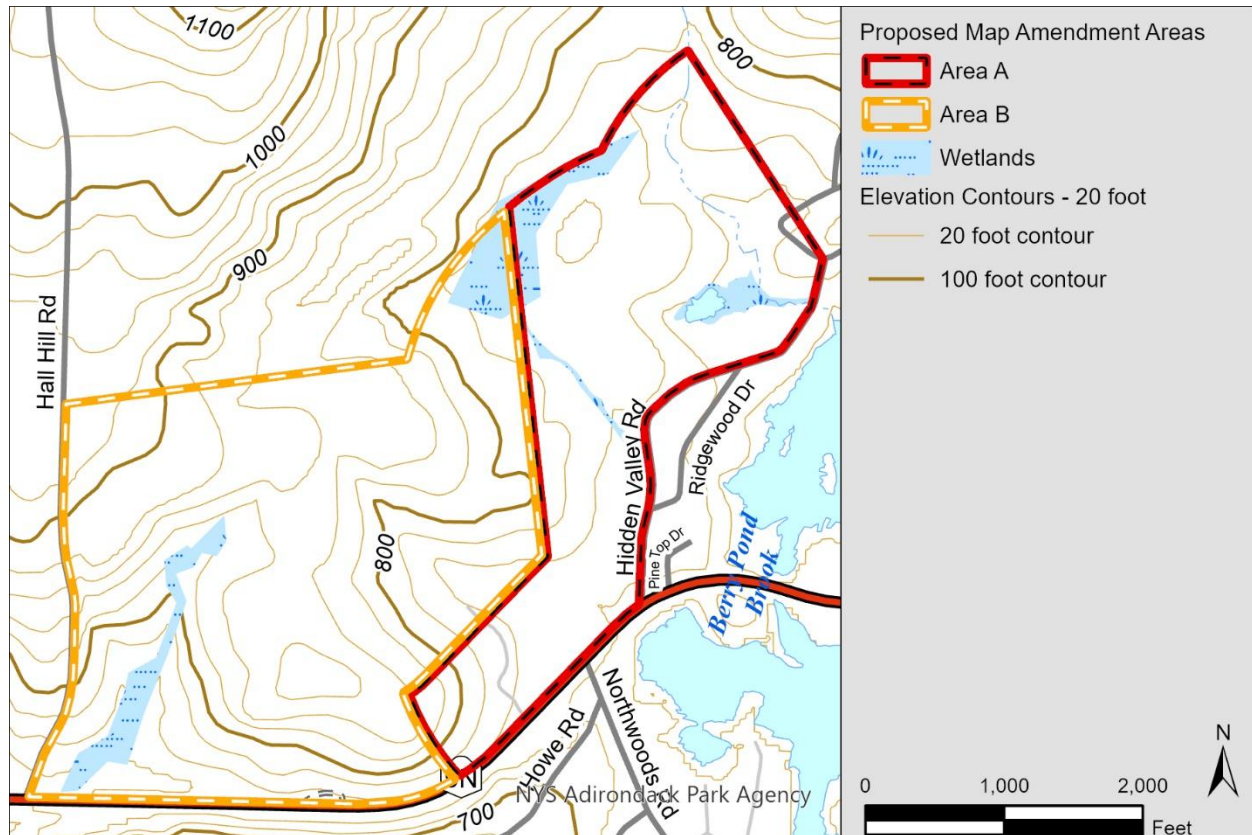 1100
800
1000
900
Hall Hill Rd
800
Hidden Valley Rd
Ridgewood Dr
Pine Top Dr
Berry Pond
Brook
Northwoods Rd
Howe Rd
700
NYS Adirondack Park Agency
Proposed Map Amendment Areas
Area A
Area B
Wetlands
Elevation Contours - 20 foot
20 foot contour
100 foot contour
N
0 1,000 2,000
Feet